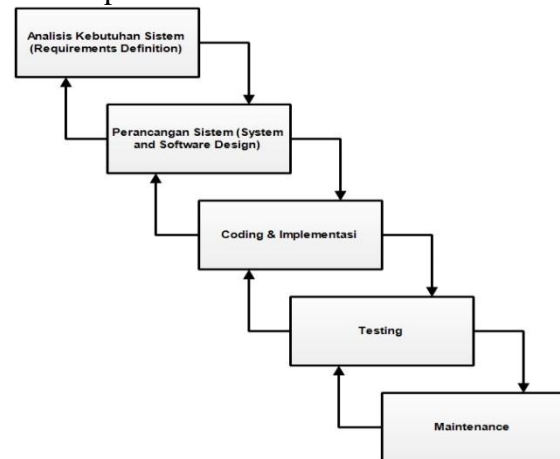 Analisis Kebutuhan Sistem
(Requirements Definition)
Perancangan Sistem (System
and Software Design)
Coding & Implementasi
Testing
Maintenance